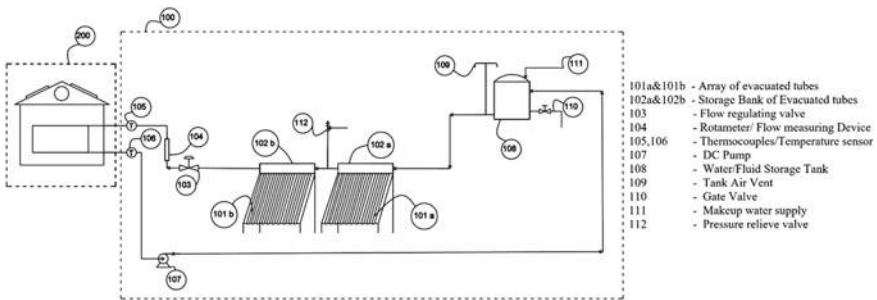 200
100
105
106
104
103
102 b
112
102 a
101 b
101 a
109
111
110
108
107
101a&101b - Array of evacuated tubes
102a&102b - Storage Bank of Evacuated tubes
103 - Flow regulating valve
104 - Rotameter/ Flow measuring Device
105,106 - Thermocouples/Temperature sensor
107 - DC Pump
108 - Water/Fluid Storage Tank
109 - Tank Air Vent
110 - Gate Valve
111 - Makeup water supply
112 - Pressure relieve valve